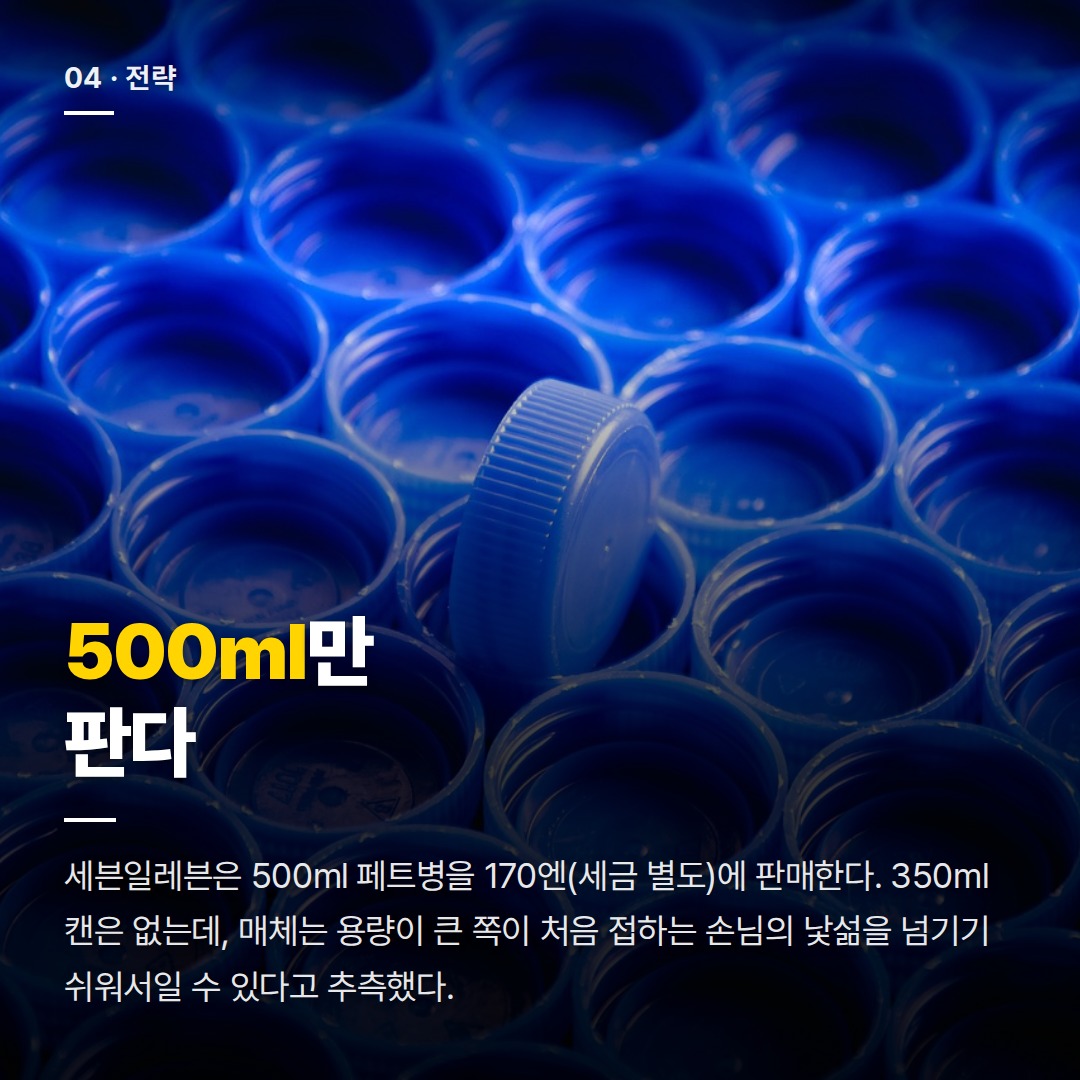 04 · 전략
500ml만
판다
세븐일레븐은 500ml 페트병을 170엔(세금 별도)에 판매한다. 350ml
캔은 없는데, 매체는 용량이 큰 쪽이 처음 접하는 손님의 낯섦을 넘기기
쉬워서일 수 있다고 추측했다.